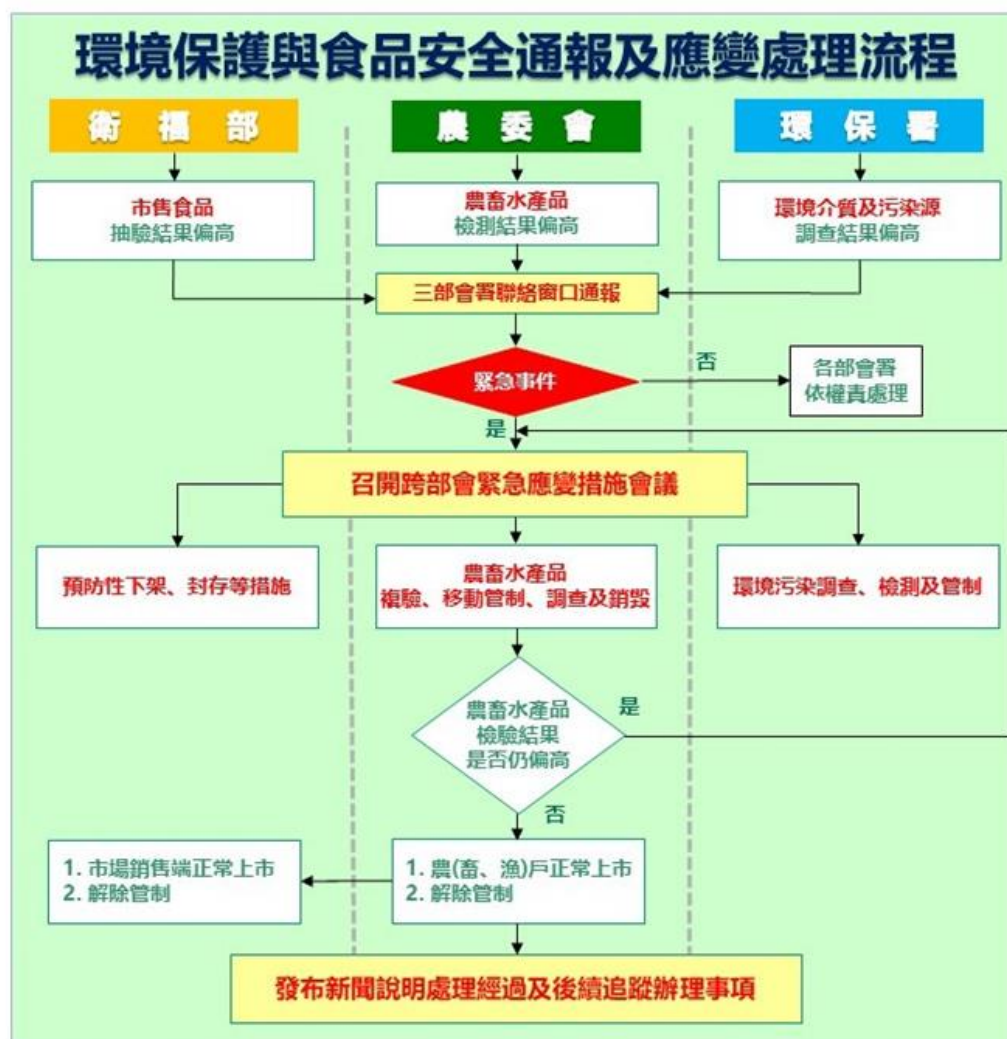 環境保護與食品安全通報及應變處理流程
衛福部
農委會
環保署
市售食品
抽驗結果偏高
農畜水產品
檢測結果偏高
環境介質及污染源
調查結果偏高
三部會署聯絡窗口通報
緊急事件
否
各部會署
依權責處理
是
召開跨部會緊急應變措施會議
預防性下架、封存等措施
農畜水產品
複驗、移動管制、調查及銷毀
環境污染調查、檢測及管制
農畜水產品
檢驗結果
是否仍偏高
是
否
1. 市場銷售端正常上市
2. 解除管制
1. 農(畜、漁)戶正常上市
2. 解除管制
發布新聞說明處理經過及後續追蹤辦理事項